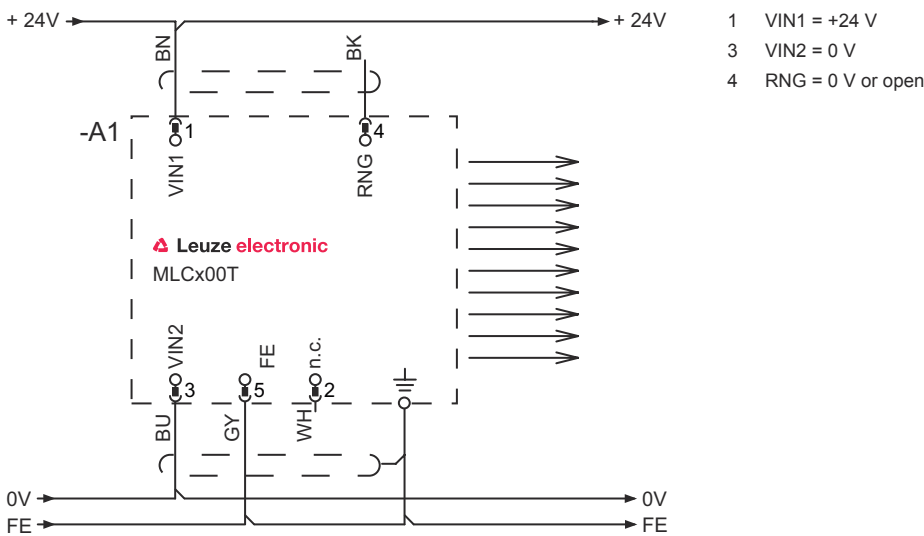 + 24V
+ 24V
1 VIN1 = +24 V
3 VIN2 = 0 V
4 RNG = 0 V or open
BN
BK
-A1
1
4
VIN1
RNG
Leuze electronic
MLCx00T
VIN2
FE
n.c.
3
5
2
BU
GY
WH
0V
0V
FE
FE